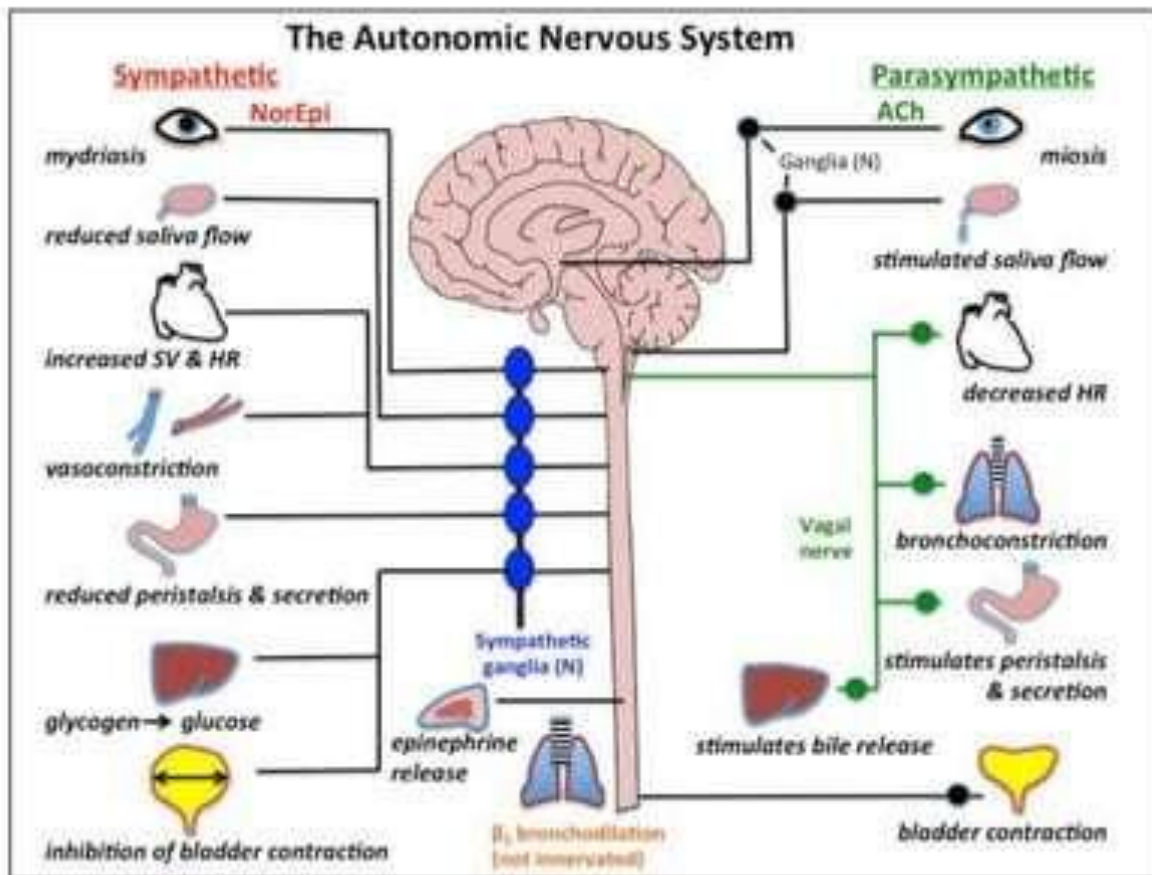 The Autonomic Nervous System
Sympathetic
NorEpi
mydriasis
reduced saliva flow
increased SV & HR
vasoconstriction
reduced peristalsis & secretion
glycogen → glucose
inhibition of bladder contraction
Sympathetic
ganglia (N)
epinephrine
release
β₂ bronchodilation
(not innervated)
Parasympathetic
ACh
Ganglia (N)
miosis
stimulated saliva flow
decreased HR
Vagal
nerve
bronchoconstriction
stimulates peristalsis
& secretion
stimulates bile release
bladder contraction